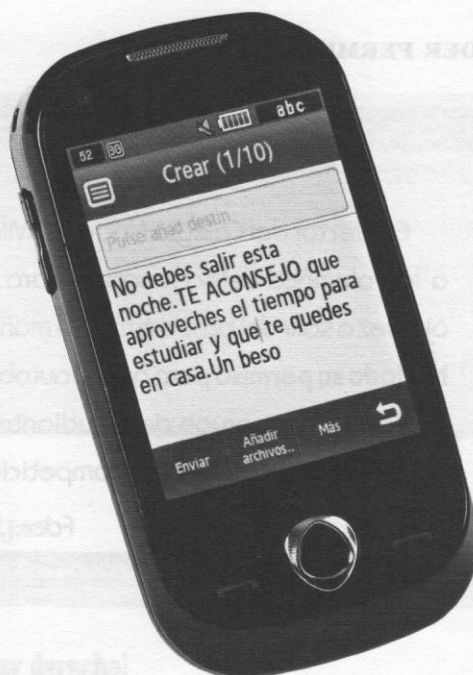 52 3G abc
Crear (1/10)
Pulse añad destin
No debes salir esta
noche.TE ACONSEJO que
aproveches el tiempo para
estudiar y que te quedes
en casa.Un beso
Enviar
Añadir
archivos..
Más